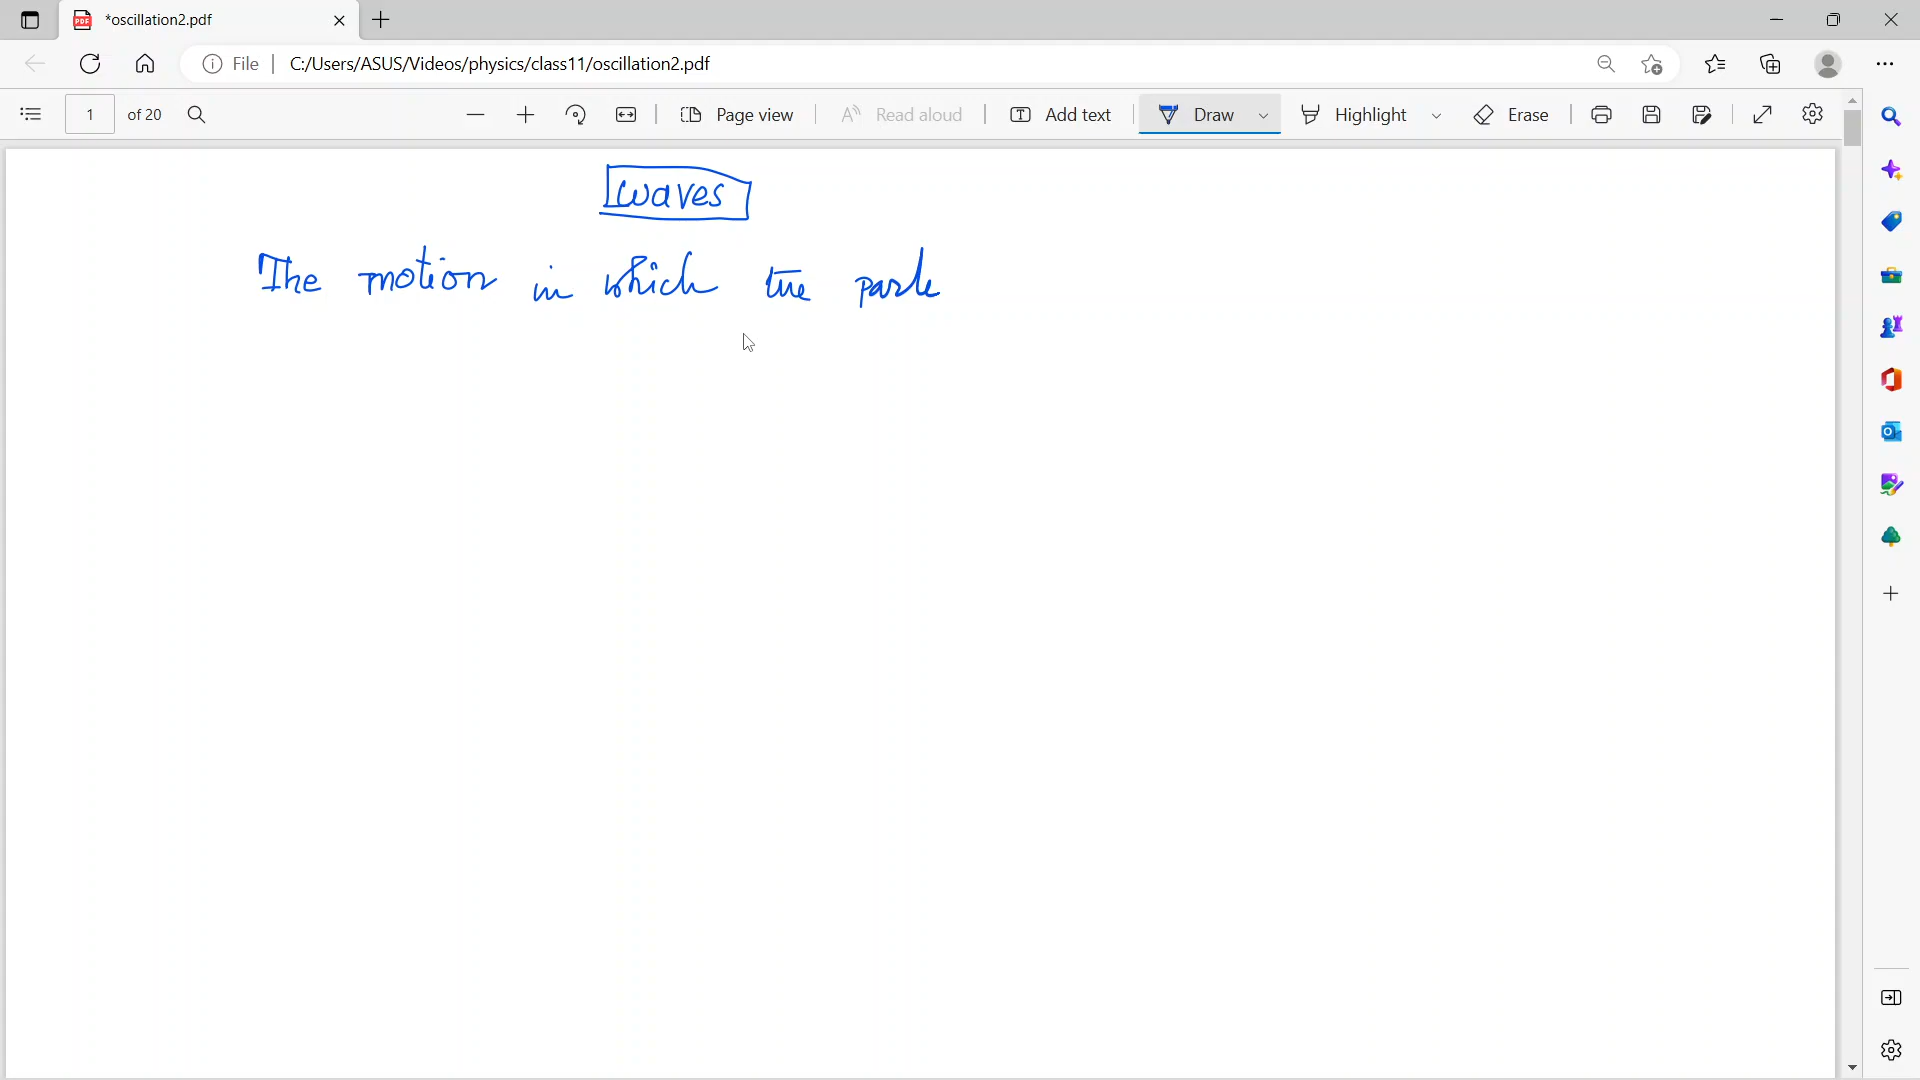 *oscillation2.pdf
File C:/Users/ASUS/Videos/physics/class11/oscillation2.pdf
1 of 20 Page view Read aloud Add text Draw Highlight Erase
waves
The motion in which the